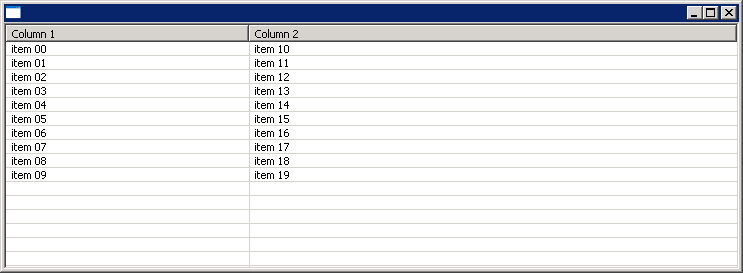 Column 1 Column 2
item 00 item 10
item 01 item 11
item 02 item 12
item 03 item 13
item 04 item 14
item 05 item 15
item 06 item 16
item 07 item 17
item 08 item 18
item 09 item 19